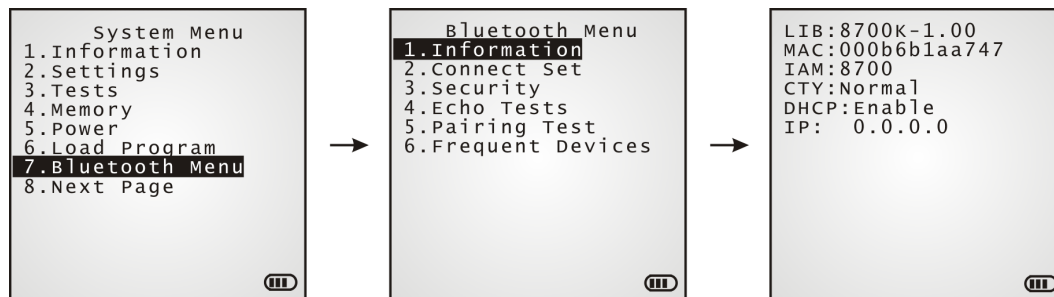 System Menu
1.Information
2.Settings
3.Tests
4.Memory
5.Power
6.Load Program
7.Bluetooth Menu
8.Next Page
Bluetooth Menu
1.Information
2.Connect Set
3.Security
4.Echo Tests
5.Pairing Test
6.Frequent Devices
LIB:8700K-1.00
MAC:000b6b1aa747
IAM:8700
CTY:Normal
DHCP:Enable
IP: 0.0.0.0